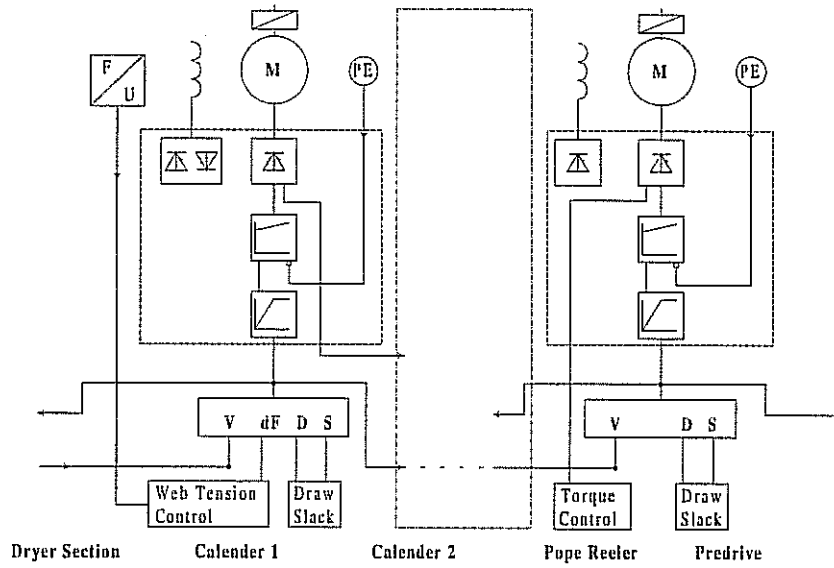 F
U
M
PE
M
PE
V dF D S
V D S
Web Tension
Control
Draw
Slack
Torque
Control
Draw
Slack
Dryer Section Calender 1 Calender 2 Pope Reeler Predrive